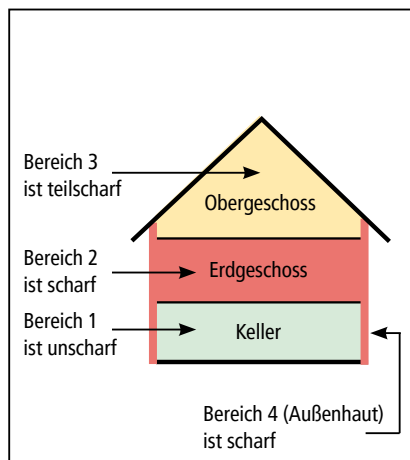 Bereich 3
ist teilscharf
Obergeschoss
Bereich 2
ist scharf
Erdgeschoss
Bereich 1
ist unscharf
Keller
Bereich 4 (Außenhaut)
ist scharf